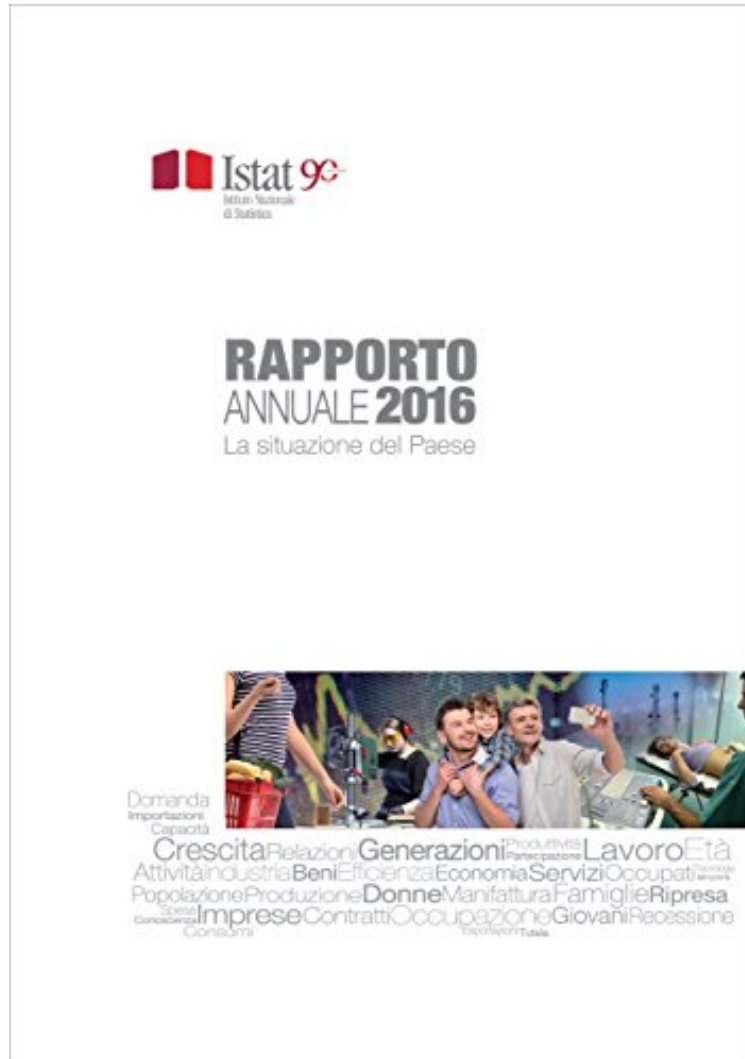 Istat 90
Istituto Nazionale
di Statistica
RAPPORTO
ANNUALE 2016
La situazione del Paese
Domanda
Importazioni
Capacità
Crescita Relazioni Generazioni Produttività Partecipazione Lavoro Età
Attività Industria Beni Efficienza Economia Servizi Occupati Tecnologia
Popolazione Produzione Donne Manifattura Famiglie Ripresa
Spesa Conoscenza Imprese Contratti Occupazione Giovani Recessione
Consumi Esportazioni Tutela